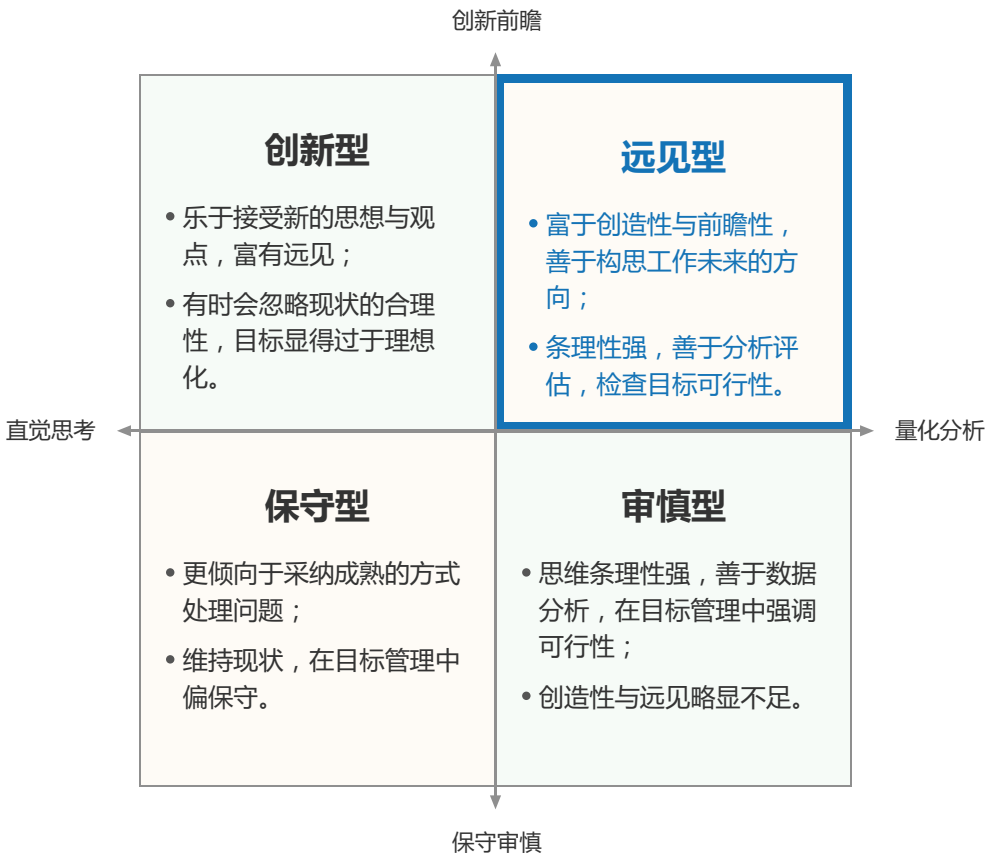 创新前瞻
创新型
• 乐于接受新的思想与观
点，富有远见；
• 有时会忽略现状的合理
性，目标显得过于理想
化。
远见型
• 富于创造性与前瞻性，
善于构思工作未来的方
向；
• 条理性强，善于分析评
估，检查目标可行性。
直觉思考
量化分析
保守型
• 更倾向于采纳成熟的方式
处理问题；
• 维持现状，在目标管理中
偏保守。
审慎型
• 思维条理性强，善于数据
分析，在目标管理中强调
可行性；
• 创造性与远见略显不足。
保守审慎